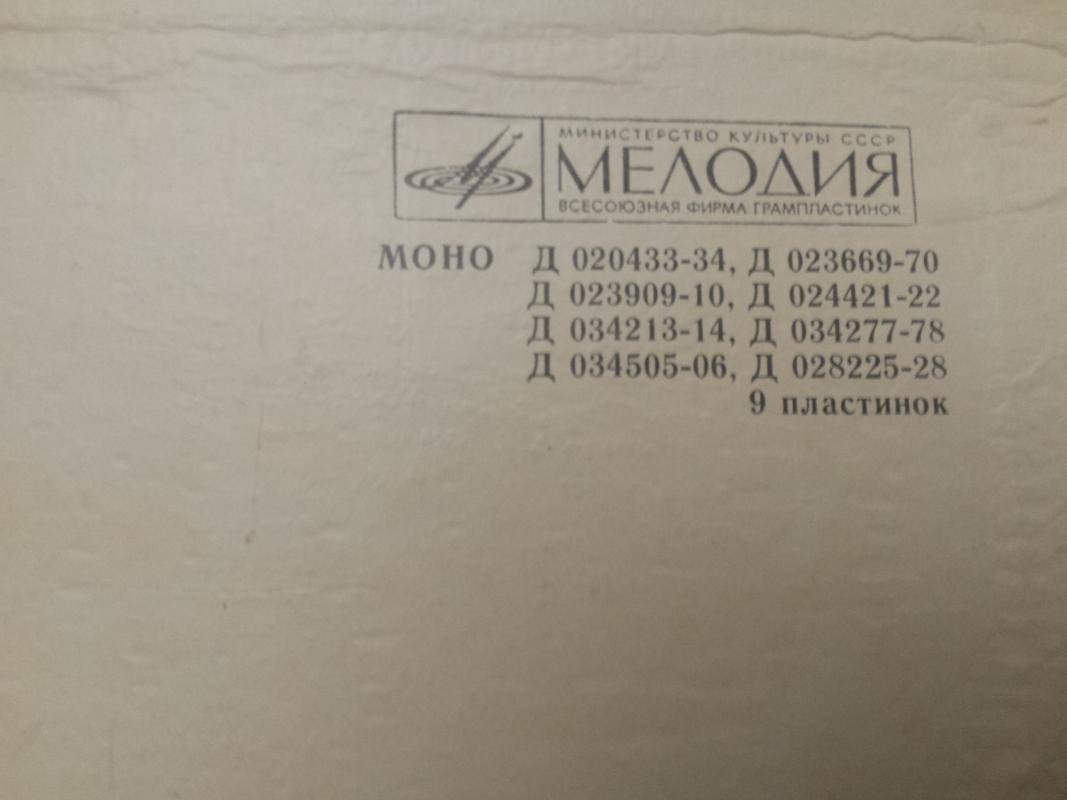 МИНИСТЕРСТВО КУЛЬТУРЫ СССР
МЕЛОДИЯ
ВСЕСОЮЗНАЯ ФИРМА ГРАМПЛАСТИНОК
МОНО Д 020433-34, Д 023669-70
Д 023909-10, Д 024421-22
Д 034213-14, Д 034277-78
Д 034505-06, Д 028225-28
9 пластинок